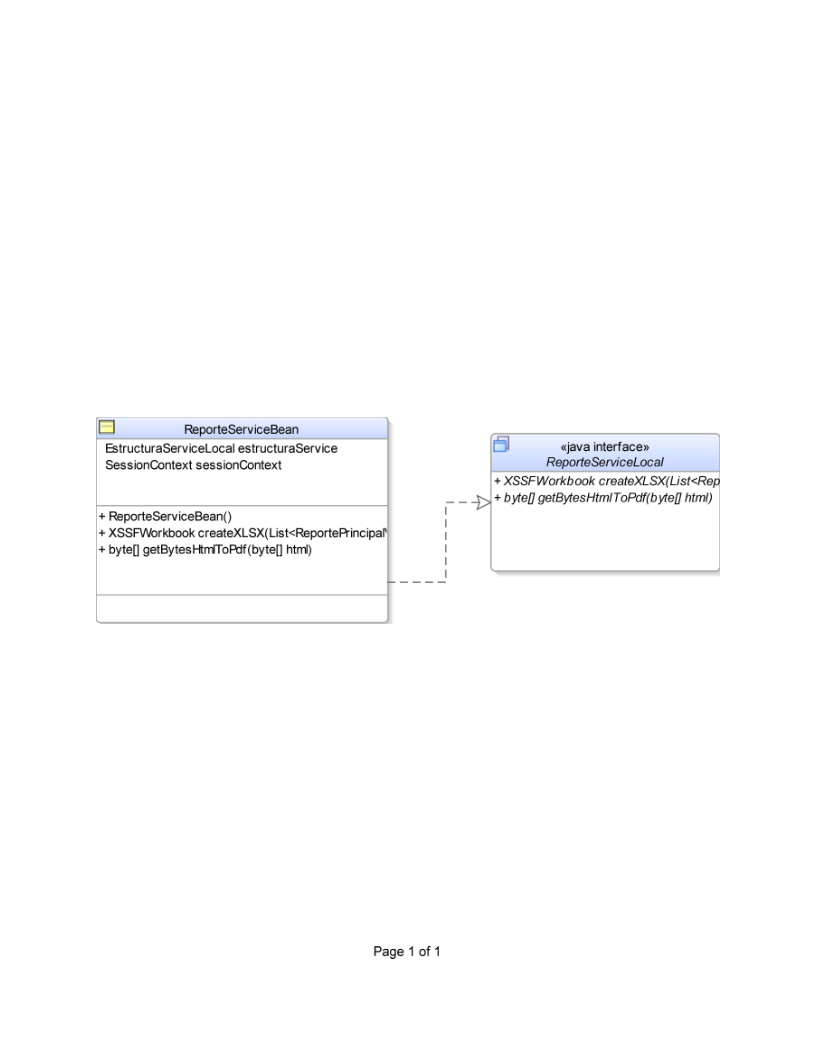 ReporteServiceBean
EstructuraServiceLocal estructuraService
SessionContext sessionContext
+ ReporteServiceBean()
+ XSSFWorkbook createXLSX(List<ReportePrincipal
+ byte[] getBytesHtmlToPdf(byte[] html)
«java interface»
ReporteServiceLocal
+ XSSFWorkbook createXLSX(List<Rep
+ byte[] getBytesHtmlToPdf(byte[] html)
Page 1 of 1